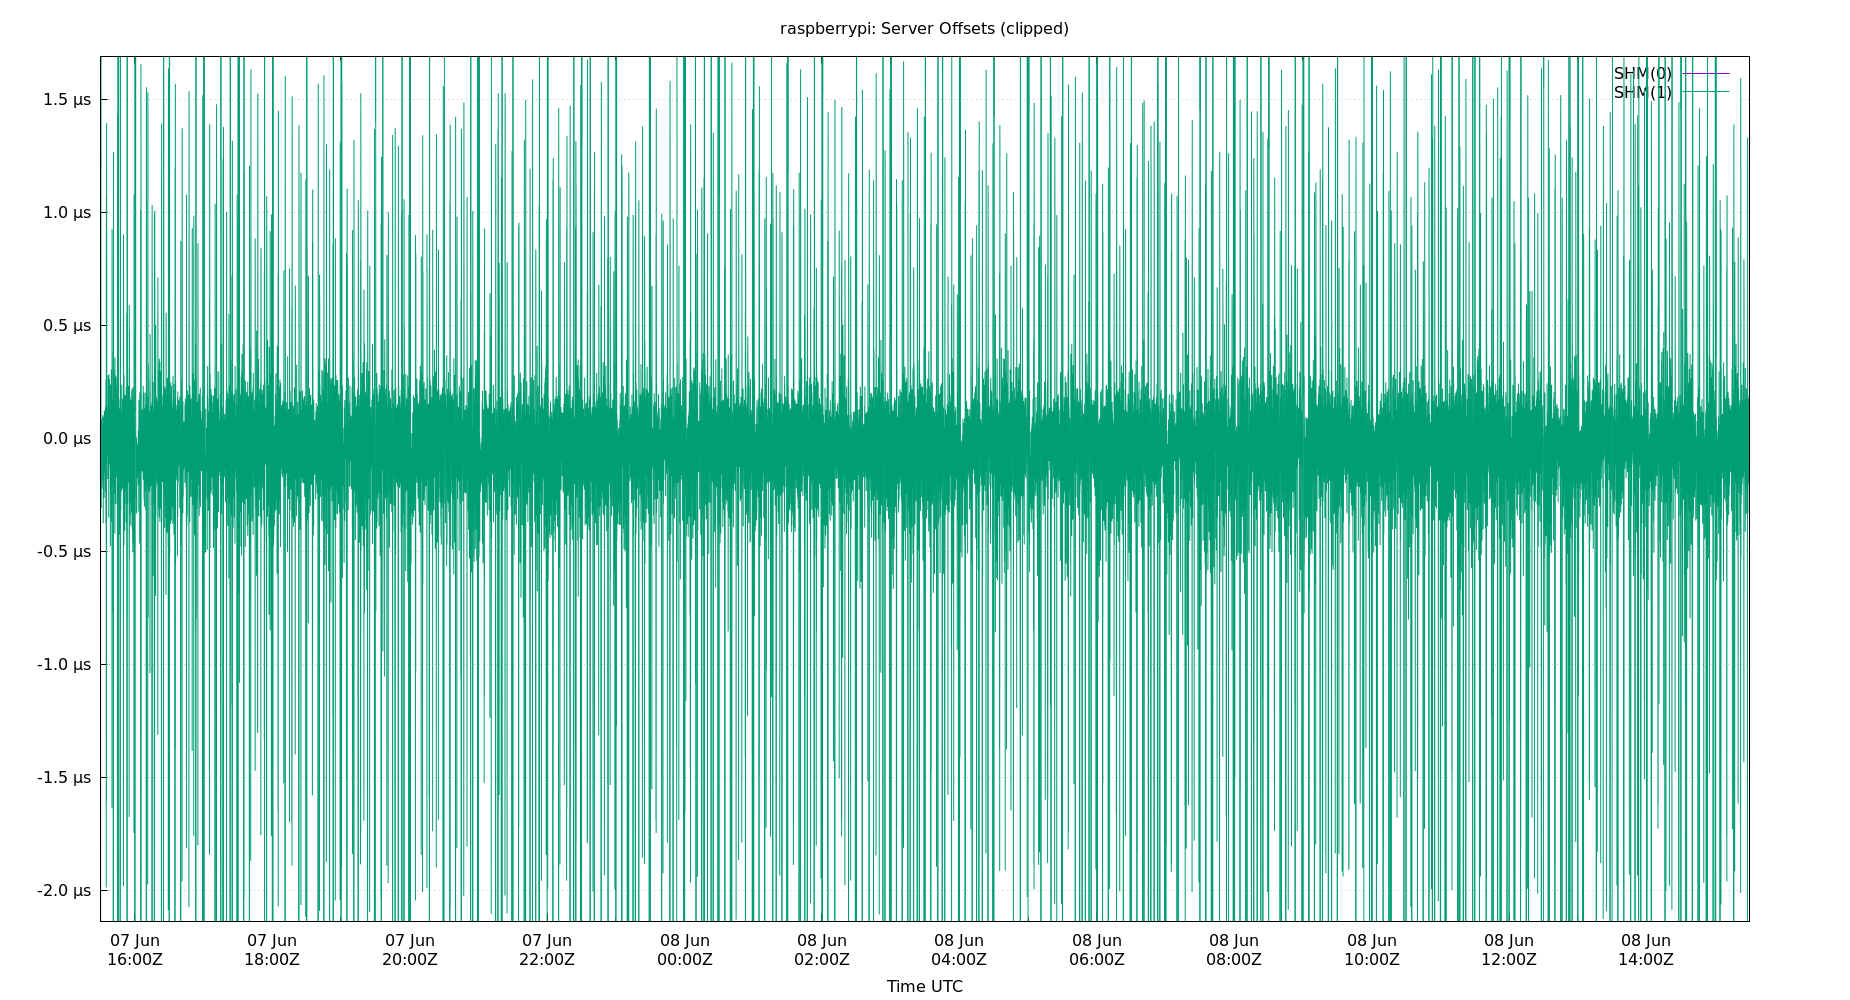 raspberrypi: Server Offsets (clipped)
SHM(0)
SHM(1)
1.5 µs
1.0 µs
0.5 µs
0.0 µs
-0.5 µs
-1.0 µs
-1.5 µs
-2.0 µs
07 Jun 07 Jun 07 Jun 07 Jun 08 Jun 08 Jun 08 Jun 08 Jun 08 Jun 08 Jun 08 Jun 08 Jun
16:00Z 18:00Z 20:00Z 22:00Z 00:00Z 02:00Z 04:00Z 06:00Z 08:00Z 10:00Z 12:00Z 14:00Z
Time UTC